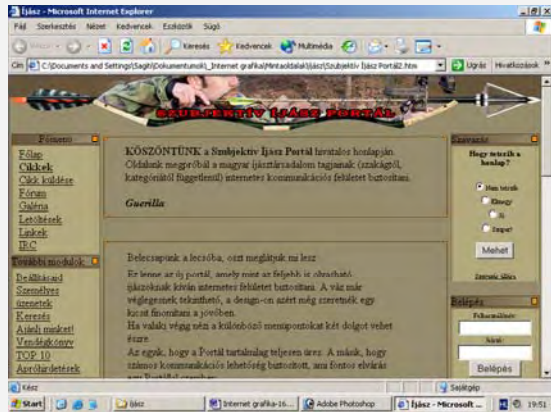 Íjász - Microsoft Internet Explorer
Fájl Szerkesztés Nézet Kedvencek Eszközök Súgó
Keresés Kedvencek Multimédia
Cím C:\Documents and Settings\Sagih\Dokumentumok\_Internet grafika\Mintaoldalak\Íjász\Szubjektív Íjász Portál2.htm Ugrás Hivatkozások
SZUBJEKTÍV ÍJÁSZ PORTÁL
Főmenü
Főlap
Cikkek
Cikk küldése
Fórum
Galéria
Letöltések
Linkek
IRC
További modulok
Beállításaid
Személyes
üzenetek
Keresés
Ajánlj minket!
Vendégkönyv
TOP 10
Apróhirdetések
KÖSZÖNTÜNK a Szubjektív Íjász Portál hivatalos honlapján.
Oldalunk megpróbál a magyar íjásztársadalom tagjainak (szakágtól,
kategóriától függetlenül) internetes kommunikációs felületet biztosítani.
Guerilla
Belecsapunk a lecsóba, oszt meglátjuk mi lesz
Ez lenne az új portál, amely mint az feljebb is olvasható
íjászoknak kíván internetes felületet biztosítani. A váz már
véglegesnek tekinthető, a design-on azért még szeretnék egy
kicsit finomítani a jövőben.
Ha valaki végig nézi a különböző menüpontokat két dolgot vehet
észre.
Az egyik, hogy a Portál tartalmilag teljesen üres. A másik, hogy
számos kommunikációs lehetőség biztosított, ami fontos elvárás
Szavazás
Hogy tetszik a
honlap?
Nem tetszik
Elmegy
Jó
Szuper!
Mehet
Belépés
Felhasználónév:
Jelszó:
Belépés
Kész
Sajátgép
Start
Íjász
Internet grafika-16...
Adobe Photoshop
Íjász - Microsoft ...
19:51